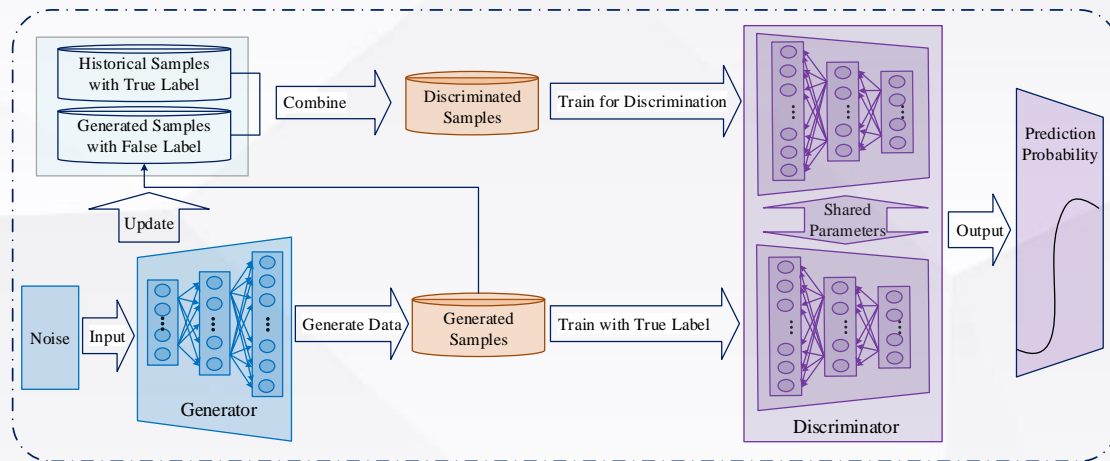 Historical Samples
with True Label
Generated Samples
with False Label
Combine
Discriminated
Samples
Train for Discrimination
Prediction
Probability
Update
Shared
Parameters
Output
Noise
Input
Generate Data
Generated
Samples
Train with True Label
Generator
Discriminator